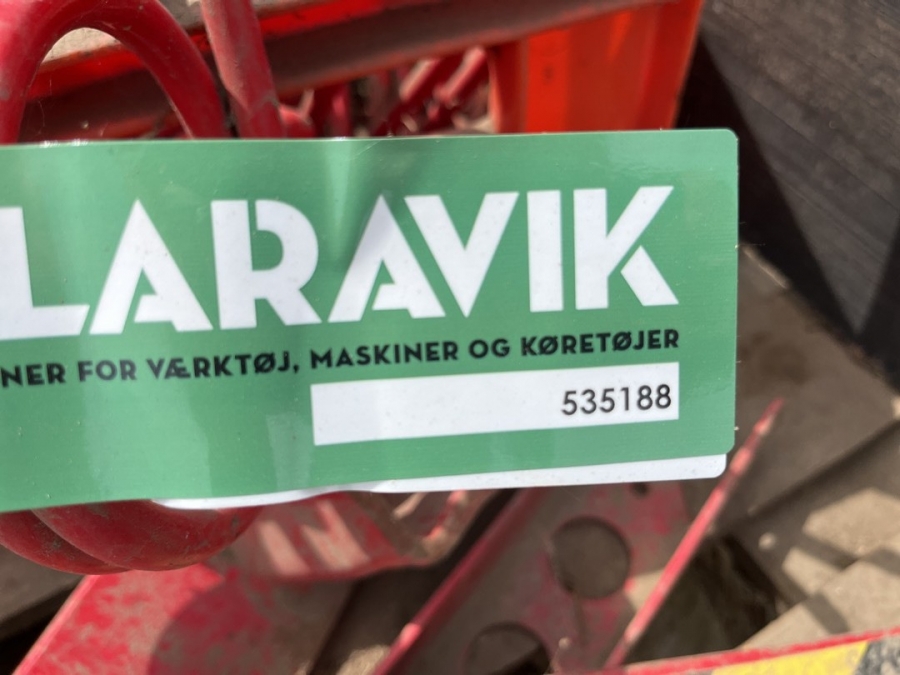 LARAVIK
NER FOR VÆRKTØJ, MASKINER OG KØRETØJER
535188